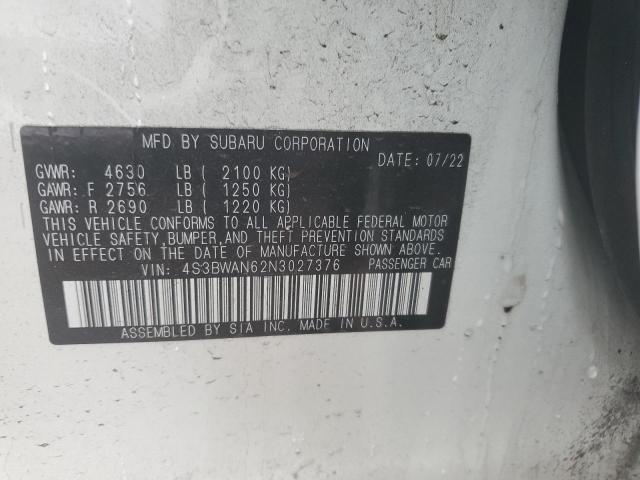 MFD BY SUBARU CORPORATION
DATE: 07/22
GVWR: 4630 LB ( 2100 KG)
GAWR: F 2756 LB ( 1250 KG)
GAWR: R 2690 LB ( 1220 KG)
THIS VEHICLE CONFORMS TO ALL APPLICABLE FEDERAL MOTOR
VEHICLE SAFETY, BUMPER, AND THEFT PREVENTION STANDARDS
IN EFFECT ON THE DATE OF MANUFACTURE SHOWN ABOVE.
VIN: 4S3BWAN62N3027376 PASSENGER CAR
ASSEMBLED BY SIA INC. MADE IN U.S.A.